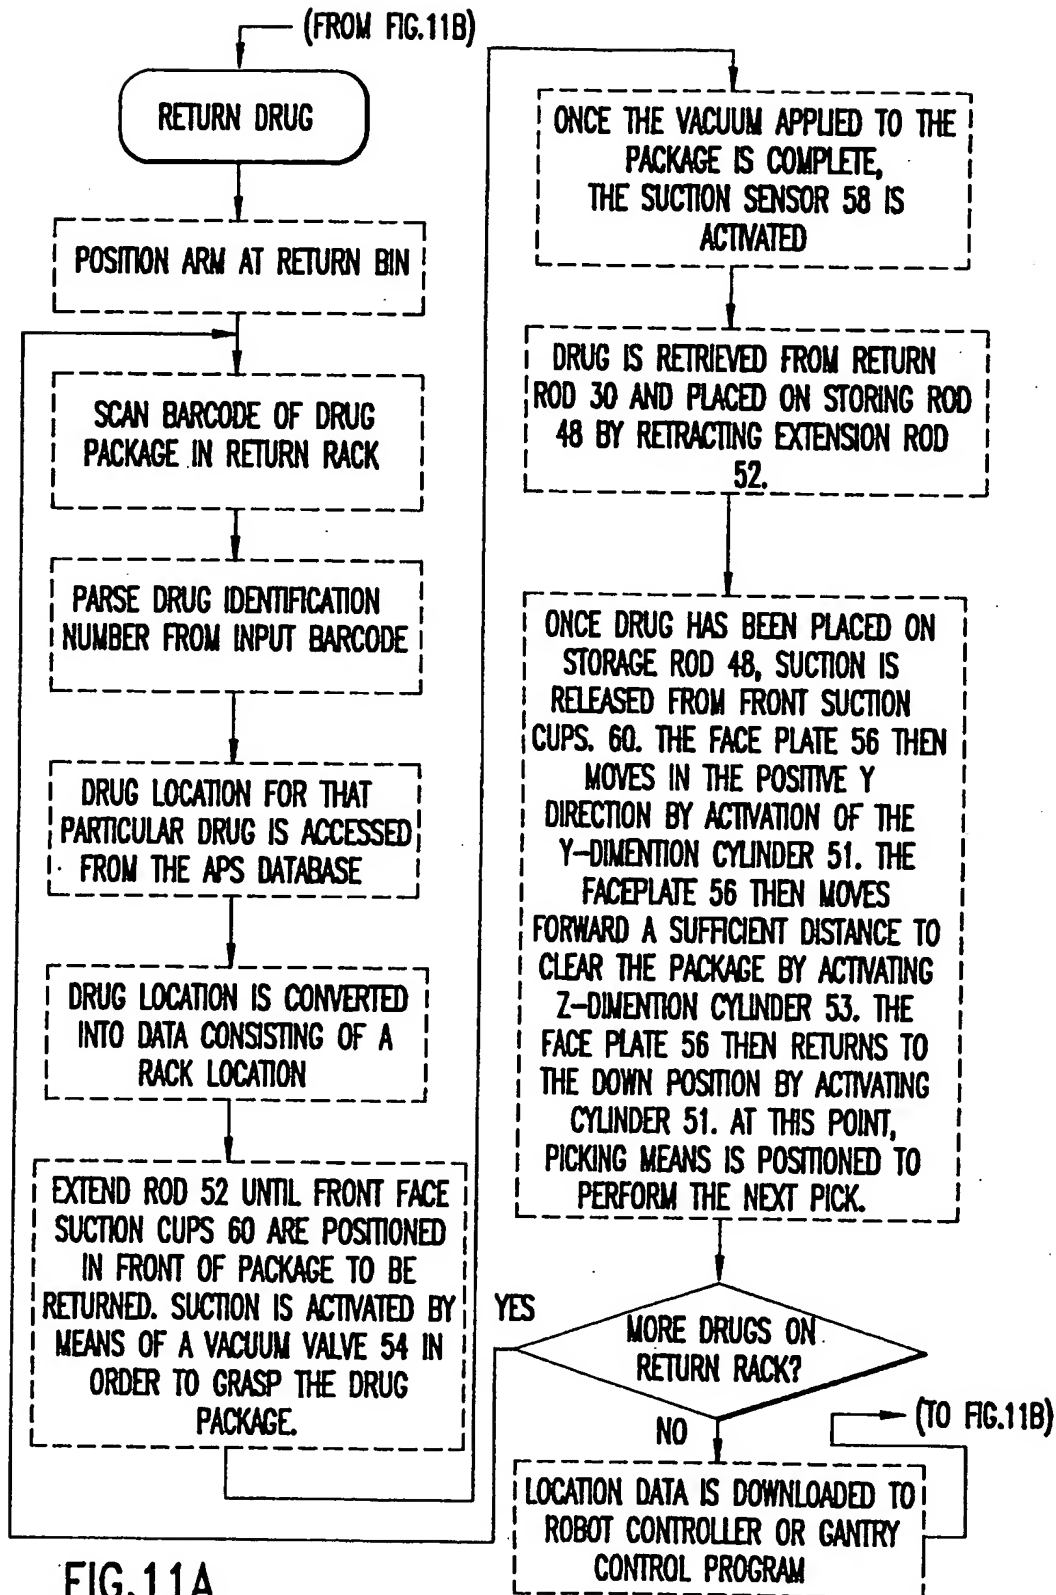 (FROM FIG.11B)
RETURN DRUG
POSITION ARM AT RETURN BIN
SCAN BARCODE OF DRUG
PACKAGE IN RETURN RACK
PARSE DRUG IDENTIFICATION
NUMBER FROM INPUT BARCODE
DRUG LOCATION FOR THAT
PARTICULAR DRUG IS ACCESSED
FROM THE APS DATABASE
DRUG LOCATION IS CONVERTED
INTO DATA CONSISTING OF A
RACK LOCATION
EXTEND ROD 52 UNTIL FRONT FACE
SUCTION CUPS 60 ARE POSITIONED
IN FRONT OF PACKAGE TO BE
RETURNED. SUCTION IS ACTIVATED BY
MEANS OF A VACUUM VALVE 54 IN
ORDER TO GRASP THE DRUG
PACKAGE.
ONCE THE VACUUM APPLIED TO THE
PACKAGE IS COMPLETE,
THE SUCTION SENSOR 58 IS
ACTIVATED
DRUG IS RETRIEVED FROM RETURN
ROD 30 AND PLACED ON STORING ROD
48 BY RETRACTING EXTENSION ROD
52.
ONCE DRUG HAS BEEN PLACED ON
STORAGE ROD 48, SUCTION IS
RELEASED FROM FRONT SUCTION
CUPS. 60. THE FACE PLATE 56 THEN
MOVES IN THE POSITIVE Y
DIRECTION BY ACTIVATION OF THE
Y-DIMENTION CYLINDER 51. THE
FACEPLATE 56 THEN MOVES
FORWARD A SUFFICIENT DISTANCE TO
CLEAR THE PACKAGE BY ACTIVATING
Z-DIMENTION CYLINDER 53. THE
FACE PLATE 56 THEN RETURNS TO
THE DOWN POSITION BY ACTIVATING
CYLINDER 51. AT THIS POINT,
PICKING MEANS IS POSITIONED TO
PERFORM THE NEXT PICK.
YES
MORE DRUGS ON
RETURN RACK?
NO
(TO FIG.11B)
LOCATION DATA IS DOWNLOADED TO
ROBOT CONTROLLER OR GANTRY
CONTROL PROGRAM
FIG.11A